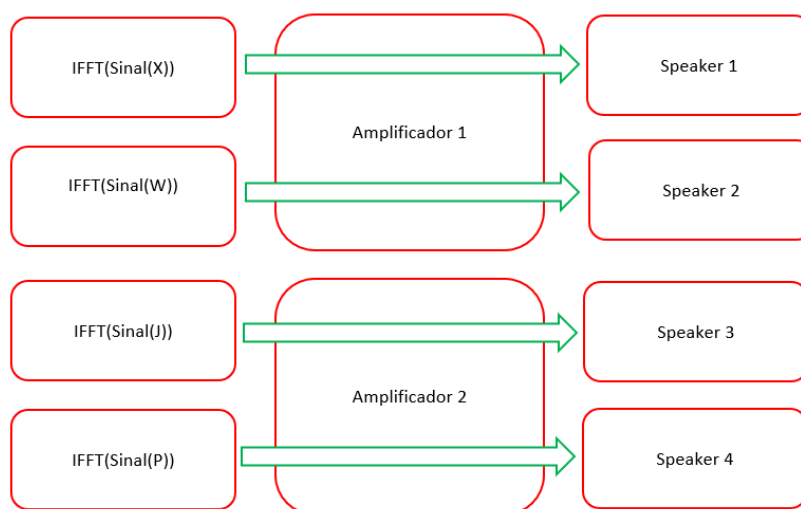 IFFT(Sinal(X))
Speaker 1
Amplificador 1
IFFT(Sinal(W))
Speaker 2
IFFT(Sinal(J))
Speaker 3
Amplificador 2
IFFT(Sinal(P))
Speaker 4